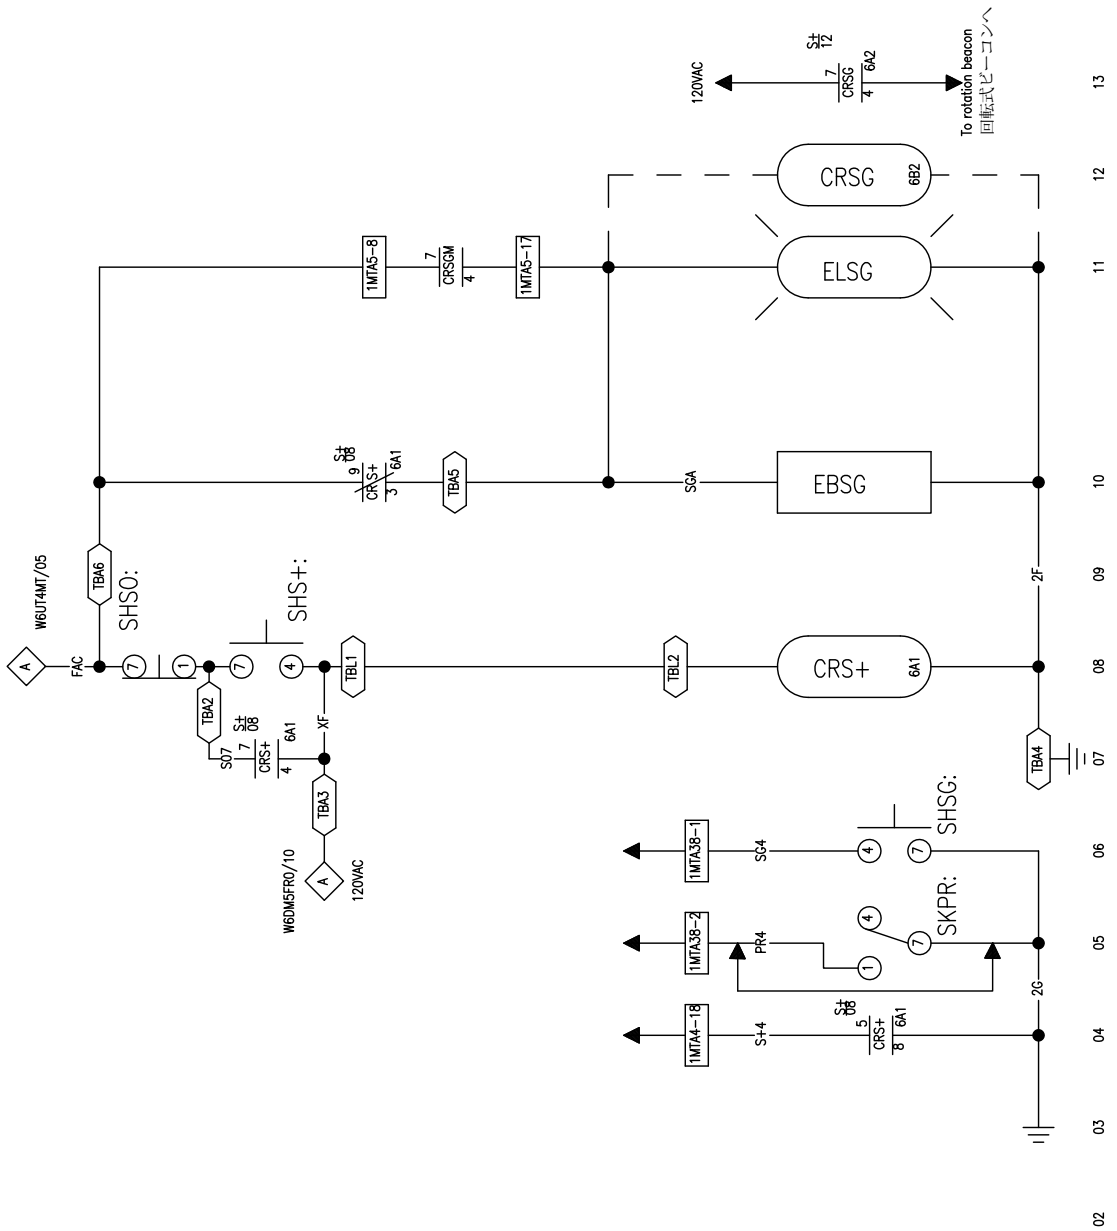 13
12
11
10
09
08
07
06
05
04
03
02
120VAC
S+
12
7
CRSG
4
6A2
To rotation beacon
回転式ビーコンへ
CRSG
6B2
1MTA5-8
7
CRSGM
4
1MTA5-17
ELSG
S+
08
9
CRS+
3
6A1
TBA5
SGA
EBSG
2F
W6UT4MT/05
A
FAC
TBA6
SHSO:
7
1
SHS+:
7
4
TBL1
TBL2
CRS+
6A1
TBA2
S07
S+
08
7
CRS+
4
6A1
XF
TBA3
A
W6DM5FR0/10
120VAC
TBA4
1MTA38-1
SG4
4
7
SHSG:
1MTA38-2
PR4
4
1
7
SKPR:
2G
1MTA4-18
S+4
S+
08
5
CRS+
8
6A1